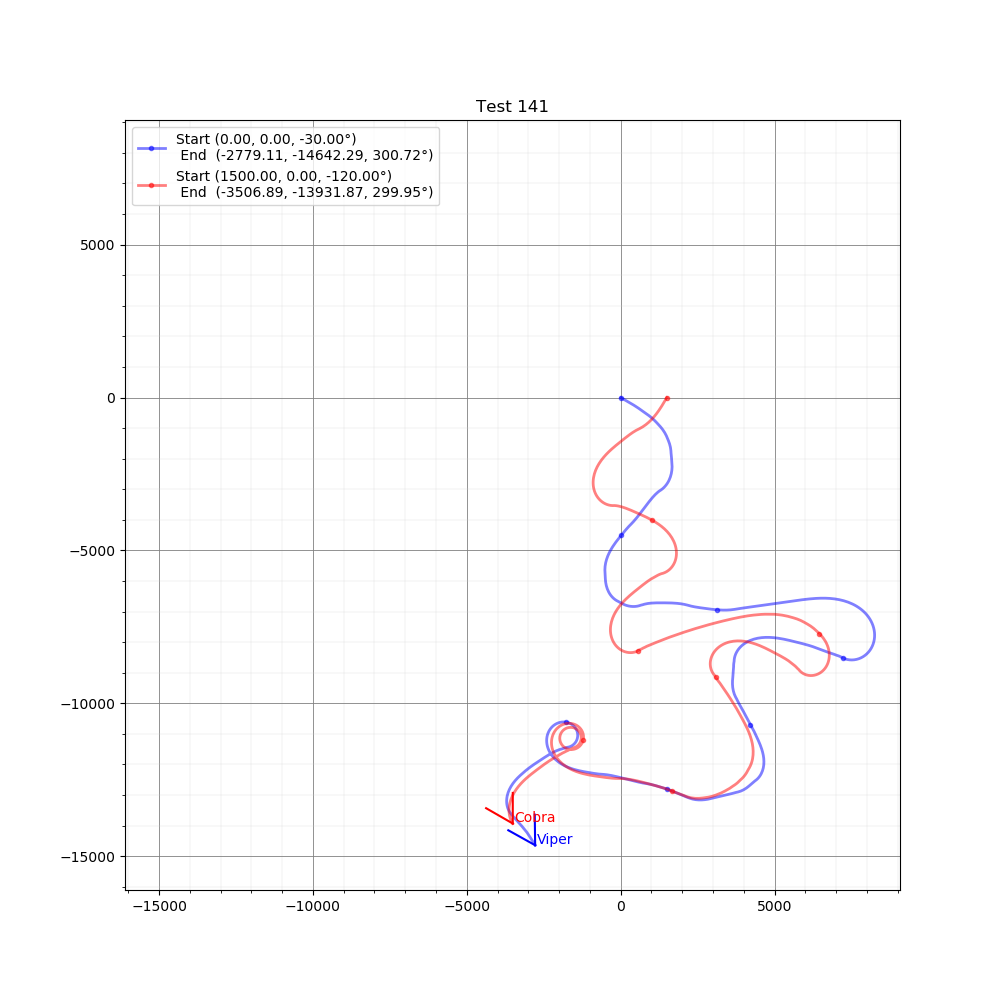 Test 141
Start (0.00, 0.00, -30.00°)
End  (-2779.11, -14642.29, 300.72°)
Start (1500.00, 0.00, -120.00°)
End  (-3506.89, -13931.87, 299.95°)
5000
0
−5000
−10000
−15000
Cobra
Viper
−15000 −10000 −5000 0 5000